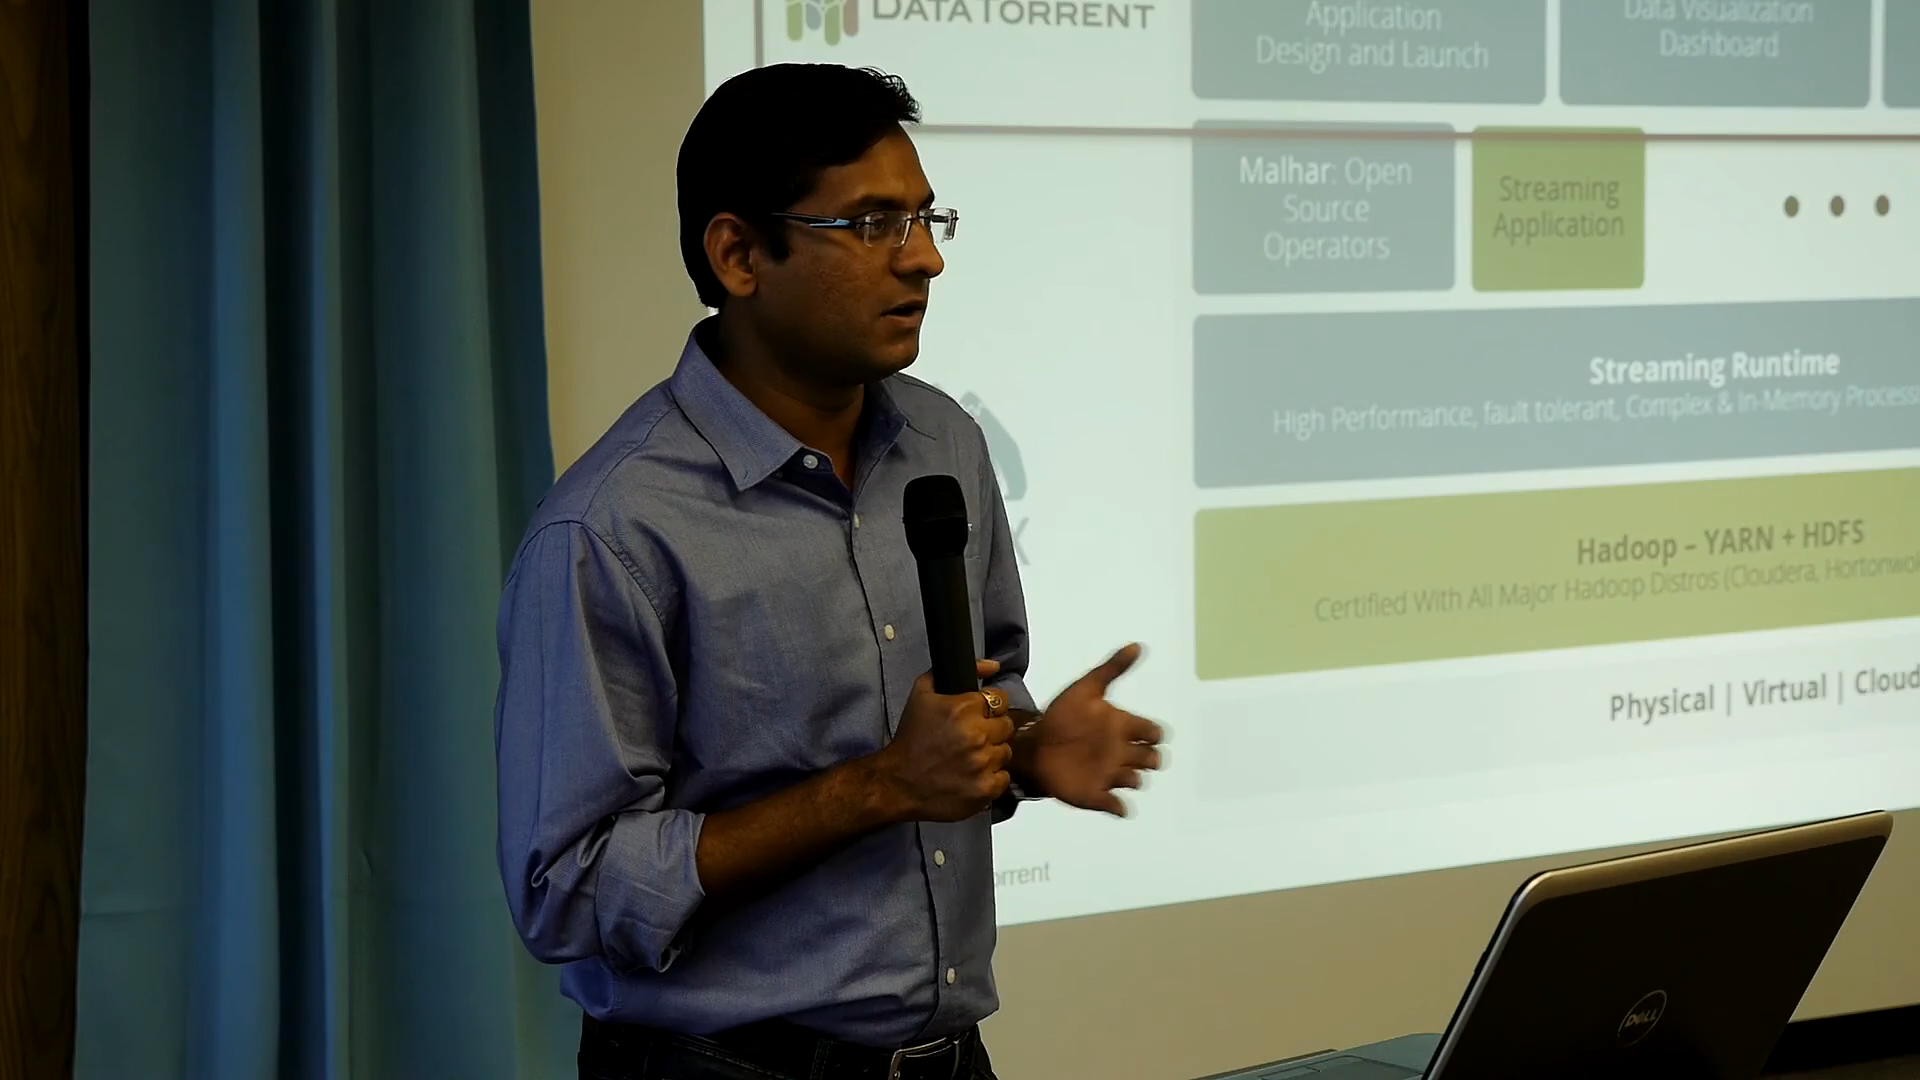 DATATORRENT
Application
Design and Launch
Data Visualization
Dashboard
Malhar: Open
Source
Operators
Streaming
Application
Streaming Runtime
High Performance, fault tolerant, Complex & In-Memory
Hadoop – YARN + HDFS
Certified With All Major Hadoop Distros (Cloudera,
Physical | Virtual | Cloud
DELL